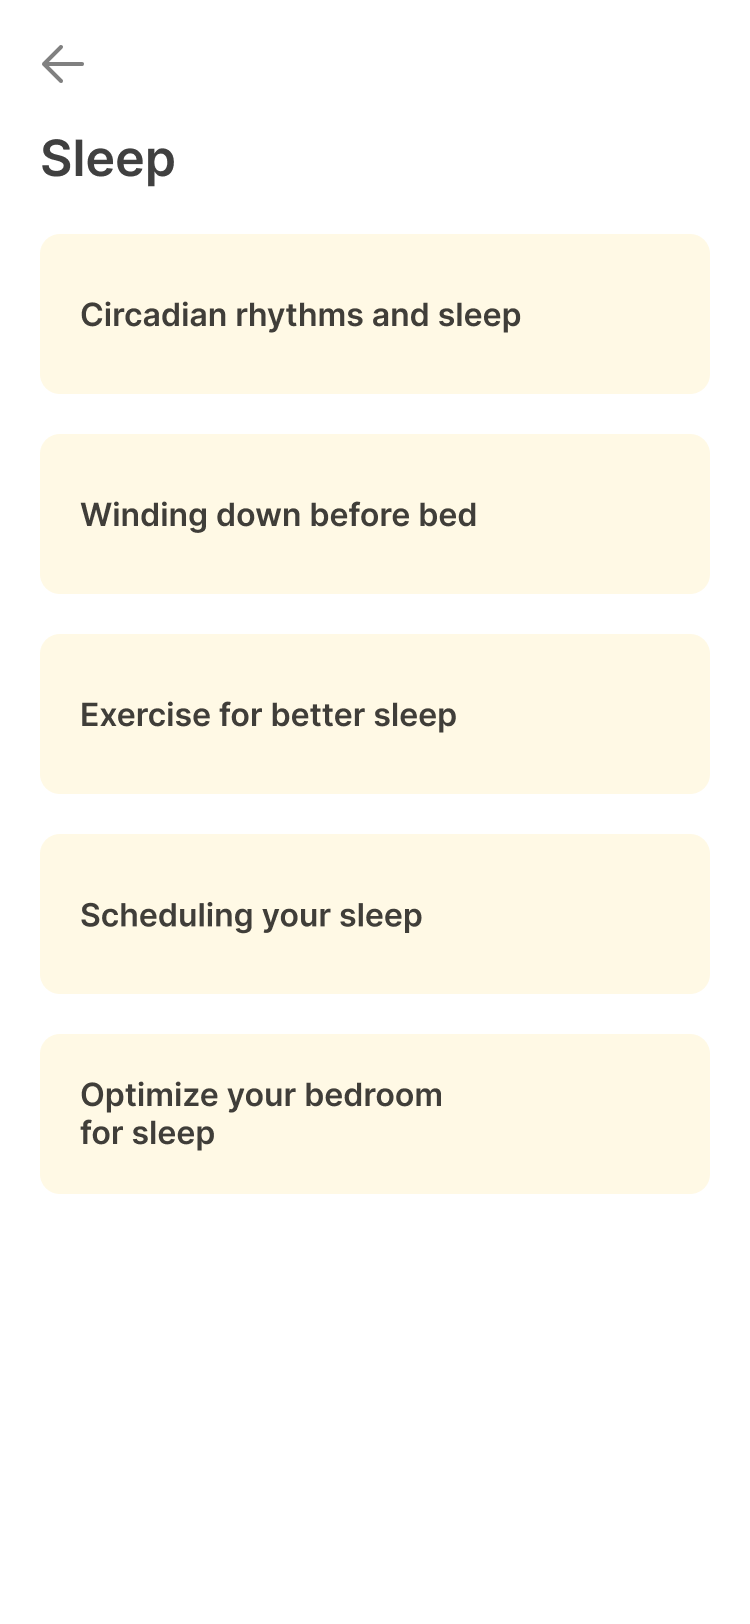 Sleep
Circadian rhythms and sleep
Winding down before bed
Exercise for better sleep
Scheduling your sleep
Optimize your bedroom
for sleep